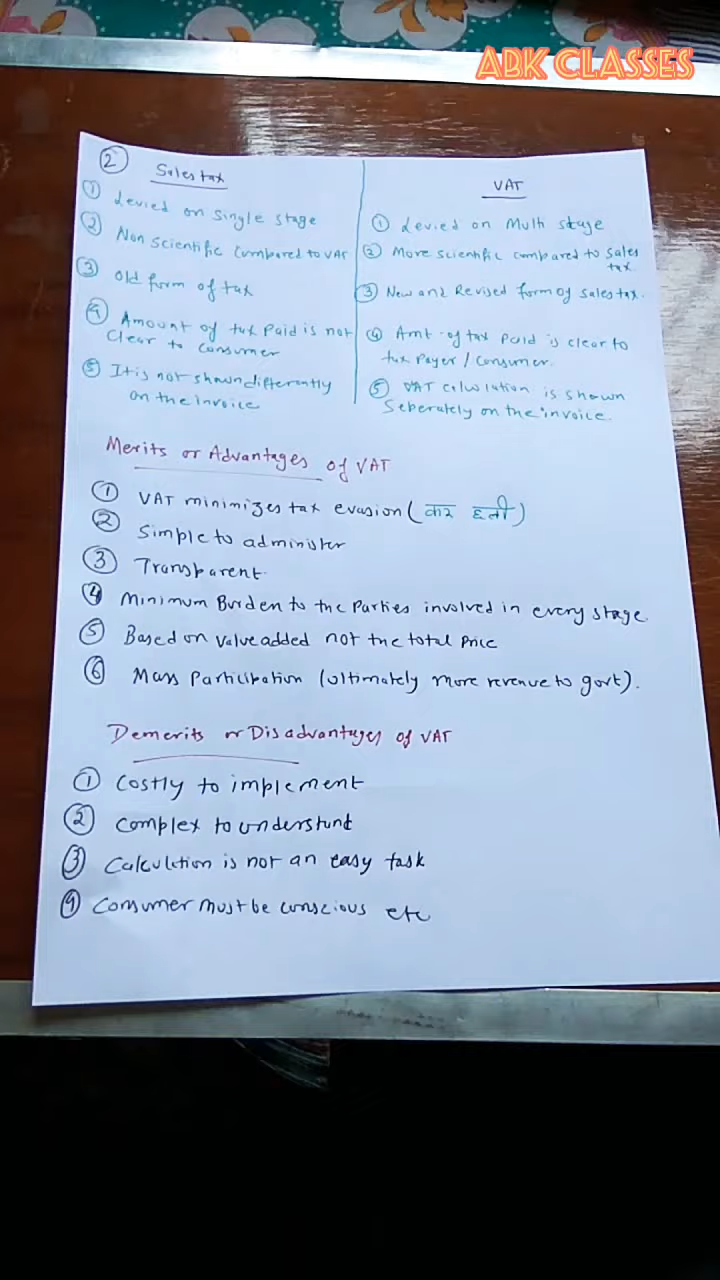 ABK CLASSES
②
Sales tax
① Levied on single stage
② Non scientific compared to VAT
③ Old form of tax
④ Amount of tax paid is not
clear to consumer
⑤ It is not shown differently
on the invoice
VAT
① Levied on Multi stage
② More scientific compared to sales
tax.
③ New and Revised form of sales tax.
④ Amt. of tax paid is clear to
tax payer / consumer.
⑤ VAT calculation is shown
Seberately on the invoice.
Merits or Advantages of VAT
① VAT minimizes tax evasion (कर छली)
② Simple to administer
③ Transparent.
④ Minimum Burden to the Parties involved in every stage.
⑤ Based on value added not the total price
⑥ Mass Participation (ultimately more revenue to govt).
Demerits or Disadvantages of VAT
① Costly to implement
② Complex to understand
③ Calculation is not an easy task
④ Consumer must be conscious etc